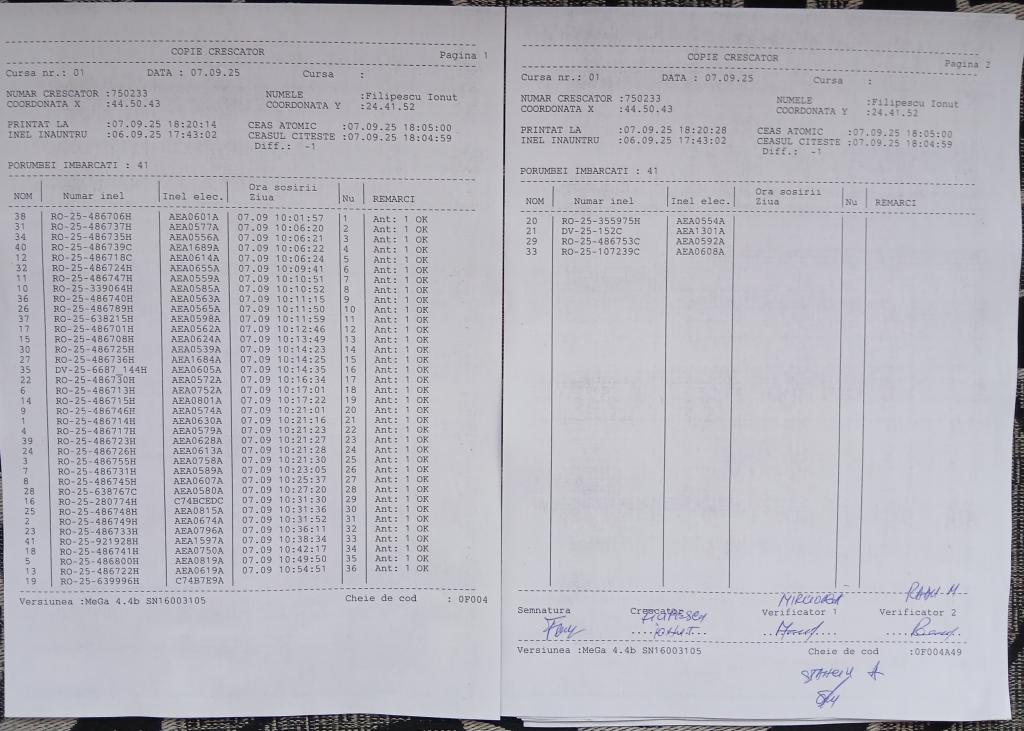 COPIE CRESCATOR
Pagina 1
Cursa nr.: 01 DATA : 07.09.25 Cursa :
NUMAR CRESCATOR :750233 NUMELE :Filipescu Ionut
COORDONATA X :44.50.43 COORDONATA Y :24.41.52
PRINTAT LA :07.09.25 18:20:14 CEAS ATOMIC :07.09.25 18:05:00
INEL INAUNTRU :06.09.25 17:43:02 CEASUL CITESTE :07.09.25 18:04:59
Diff.: -1
PORUMBEI IMBARCATI : 41
NOM Numar inel Inel elec. Ora sosirii Ziua Nu REMARCI
38 RO-25-486706H AEA0601A 07.09 10:01:57 1 Ant: 1 OK
31 RO-25-486737H AEA0577A 07.09 10:06:20 2 Ant: 1 OK
34 RO-25-486735H AEA0556A 07.09 10:06:21 3 Ant: 1 OK
40 RO-25-486739C AEA1689A 07.09 10:06:22 4 Ant: 1 OK
12 RO-25-486718C AEA0614A 07.09 10:06:24 5 Ant: 1 OK
32 RO-25-486724H AEA0655A 07.09 10:09:41 6 Ant: 1 OK
11 RO-25-486747H AEA0559A 07.09 10:10:51 7 Ant: 1 OK
10 RO-25-339064H AEA0585A 07.09 10:10:52 8 Ant: 1 OK
36 RO-25-486740H AEA0563A 07.09 10:11:15 9 Ant: 1 OK
26 RO-25-486789H AEA0565A 07.09 10:11:50 10 Ant: 1 OK
37 RO-25-638215H AEA0598A 07.09 10:11:59 11 Ant: 1 OK
17 RO-25-486701H AEA0562A 07.09 10:12:46 12 Ant: 1 OK
15 RO-25-486708H AEA0624A 07.09 10:13:49 13 Ant: 1 OK
30 RO-25-486725H AEA0539A 07.09 10:14:23 14 Ant: 1 OK
27 RO-25-486736H AEA1684A 07.09 10:14:25 15 Ant: 1 OK
35 DV-25-6687_144H AEA0605A 07.09 10:14:35 16 Ant: 1 OK
22 RO-25-486730H AEA0572A 07.09 10:16:34 17 Ant: 1 OK
6 RO-25-486713H AEA0752A 07.09 10:17:01 18 Ant: 1 OK
14 RO-25-486715H AEA0801A 07.09 10:17:22 19 Ant: 1 OK
9 RO-25-486746H AEA0574A 07.09 10:21:01 20 Ant: 1 OK
1 RO-25-486714H AEA0630A 07.09 10:21:16 21 Ant: 1 OK
4 RO-25-486717H AEA0579A 07.09 10:21:23 22 Ant: 1 OK
39 RO-25-486723H AEA0628A 07.09 10:21:27 23 Ant: 1 OK
24 RO-25-486726H AEA0613A 07.09 10:21:28 24 Ant: 1 OK
3 RO-25-486755H AEA0758A 07.09 10:21:30 25 Ant: 1 OK
7 RO-25-486731H AEA0589A 07.09 10:23:05 26 Ant: 1 OK
8 RO-25-486745H AEA0607A 07.09 10:25:37 27 Ant: 1 OK
28 RO-25-638767C AEA0580A 07.09 10:27:20 28 Ant: 1 OK
16 RO-25-280774H C74BCEDC 07.09 10:31:30 29 Ant: 1 OK
25 RO-25-486748H AEA0815A 07.09 10:31:36 30 Ant: 1 OK
2 RO-25-486749H AEA0674A 07.09 10:31:52 31 Ant: 1 OK
23 RO-25-486733H AEA0796A 07.09 10:36:11 32 Ant: 1 OK
41 RO-25-921928H AEA1597A 07.09 10:38:34 33 Ant: 1 OK
18 RO-25-486741H AEA0750A 07.09 10:42:17 34 Ant: 1 OK
5 RO-25-486800H AEA0819A 07.09 10:49:50 35 Ant: 1 OK
13 RO-25-486722H AEA0619A 07.09 10:54:51 36 Ant: 1 OK
19 RO-25-639996H C74B7E9A
Versiunea :MeGa 4.4b SN16003105 Cheie de cod : 0F004
COPIE CRESCATOR
Pagina 2
Cursa nr.: 01 DATA : 07.09.25 Cursa :
NUMAR CRESCATOR :750233 NUMELE :Filipescu Ionut
COORDONATA X :44.50.43 COORDONATA Y :24.41.52
PRINTAT LA :07.09.25 18:20:28 CEAS ATOMIC :07.09.25 18:05:00
INEL INAUNTRU :06.09.25 17:43:02 CEASUL CITESTE :07.09.25 18:04:59
Diff.: -1
PORUMBEI IMBARCATI : 41
NOM Numar inel Inel elec. Ora sosirii Ziua Nu REMARCI
20 RO-25-355975H AEA0554A
21 DV-25-152C AEA1301A
29 RO-25-486753C AEA0592A
33 RO-25-107239C AEA0608A
Semnatura Crescator Verificator 1 Verificator 2
Versiunea :MeGa 4.4b SN16003105 Cheie de cod :0F004A49